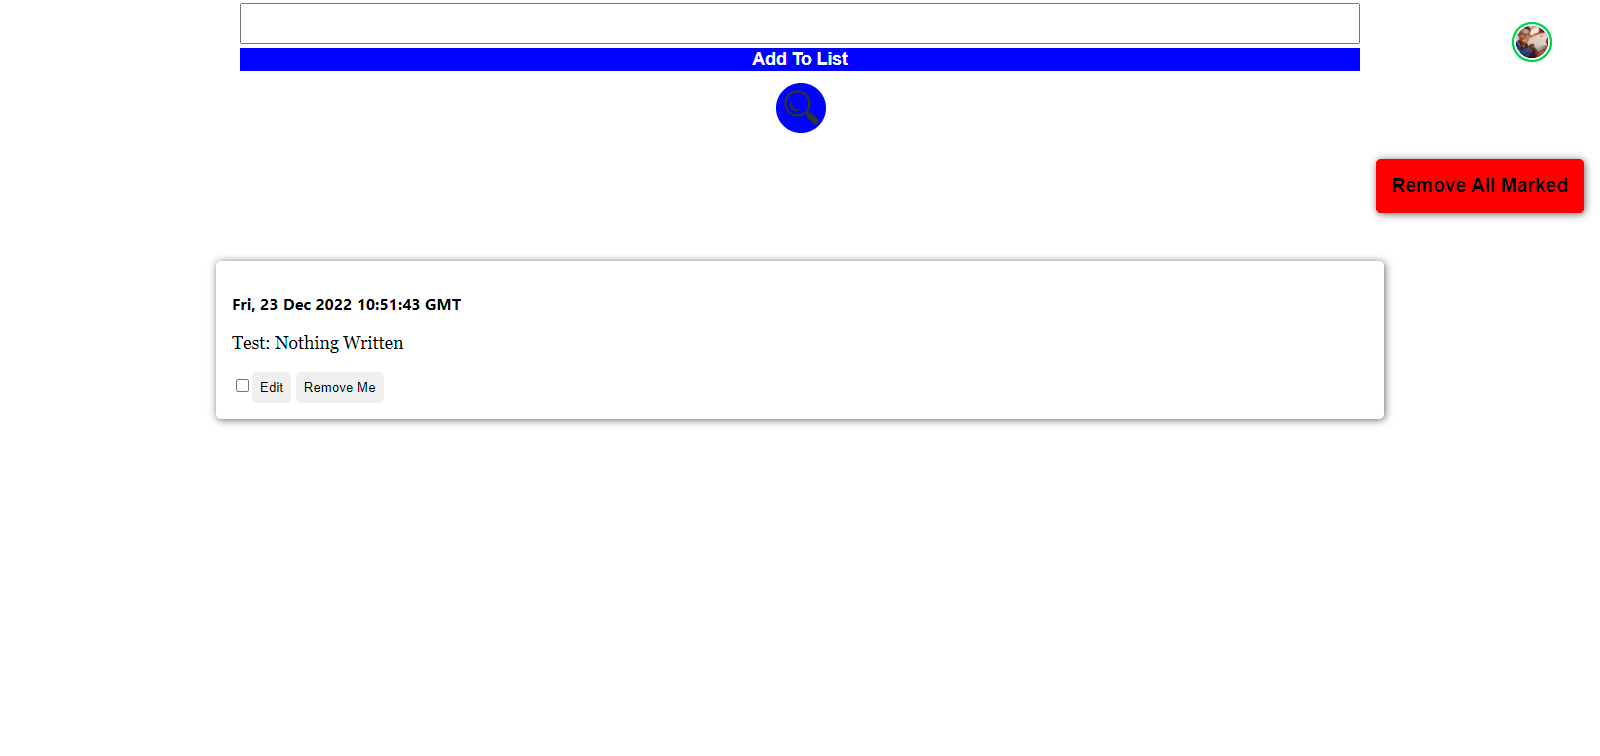 Add To List
Remove All Marked
Fri, 23 Dec 2022 10:51:43 GMT
Test: Nothing Written
Edit Remove Me